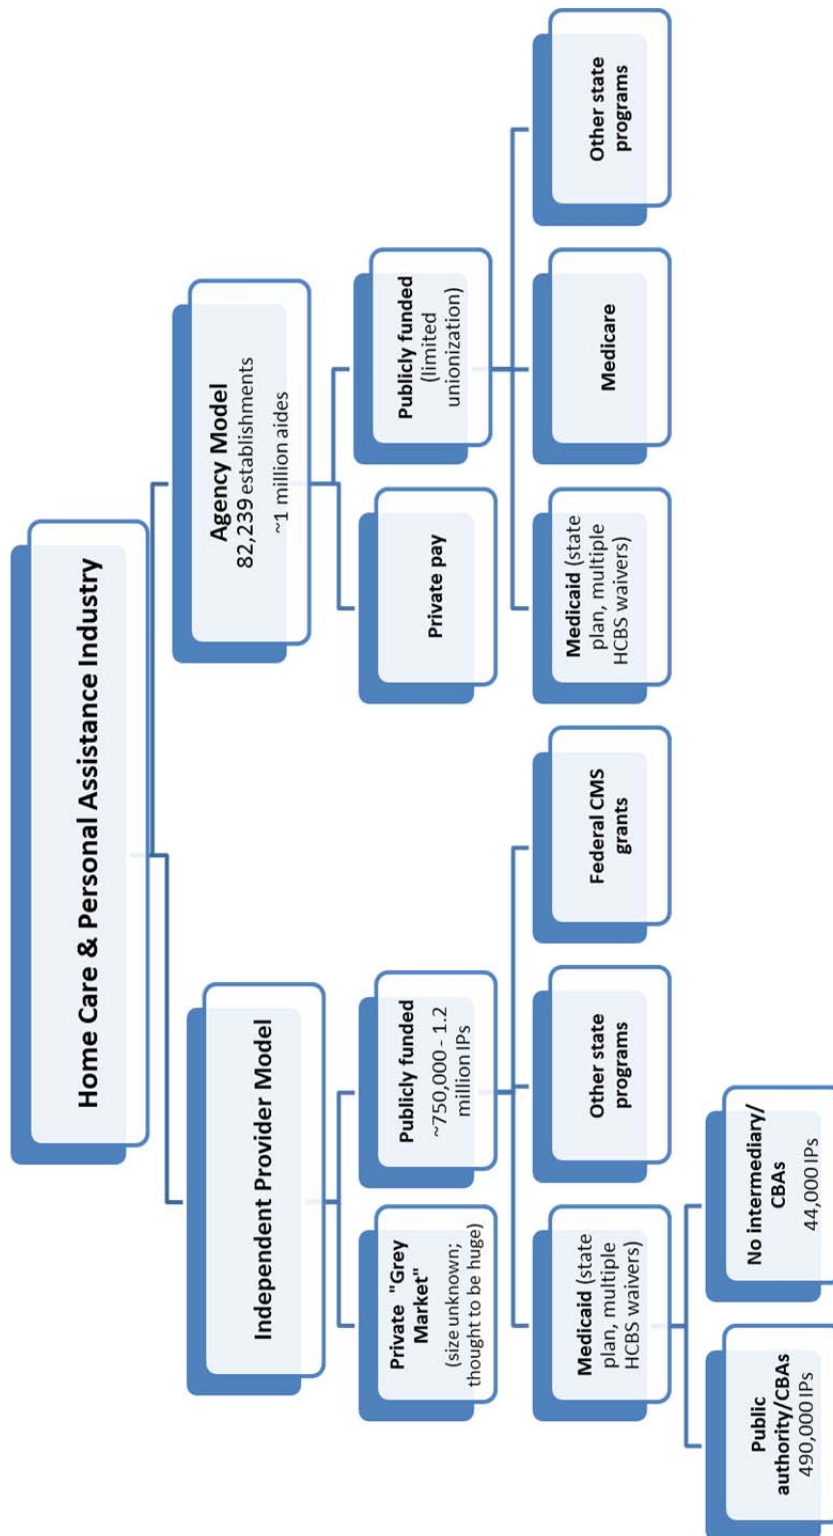 Home Care & Personal Assistance Industry
Independent Provider Model
Agency Model
82,239 establishments
~1 million aides
Private "Grey
Market"
(size unknown;
thought to be huge)
Publicly funded
~750,000 - 1.2
million IPs
Private pay
Publicly funded
(limited
unionization)
Medicaid (state
plan, multiple
HCBS waivers)
Other state
programs
Federal CMS
grants
Medicaid (state
plan, multiple
HCBS waivers)
Medicare
Other state
programs
Public
authority/CBAs
490,000 IPs
No intermediary/
CBAs
44,000 IPs